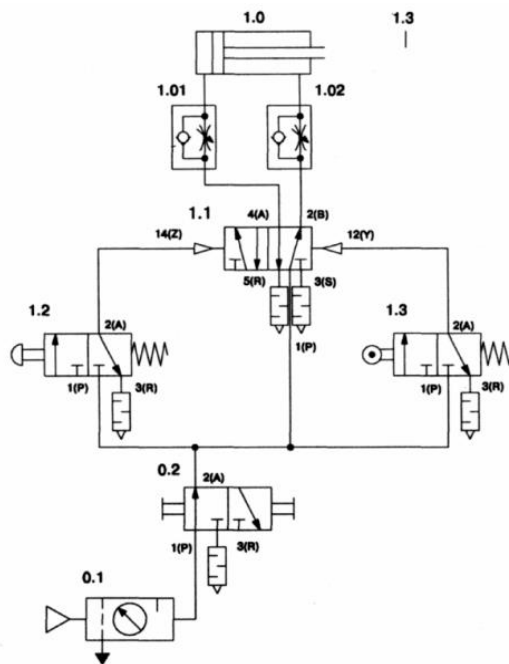 1.0
1.3
1.01
1.02
4(A)
2(B)
1.1
14(Z)
12(Y)
5(R)
3(S)
1.2
2(A)
1(P)
1.3
2(A)
1(P)
3(R)
1(P)
3(R)
0.2
2(A)
1(P)
3(R)
0.1